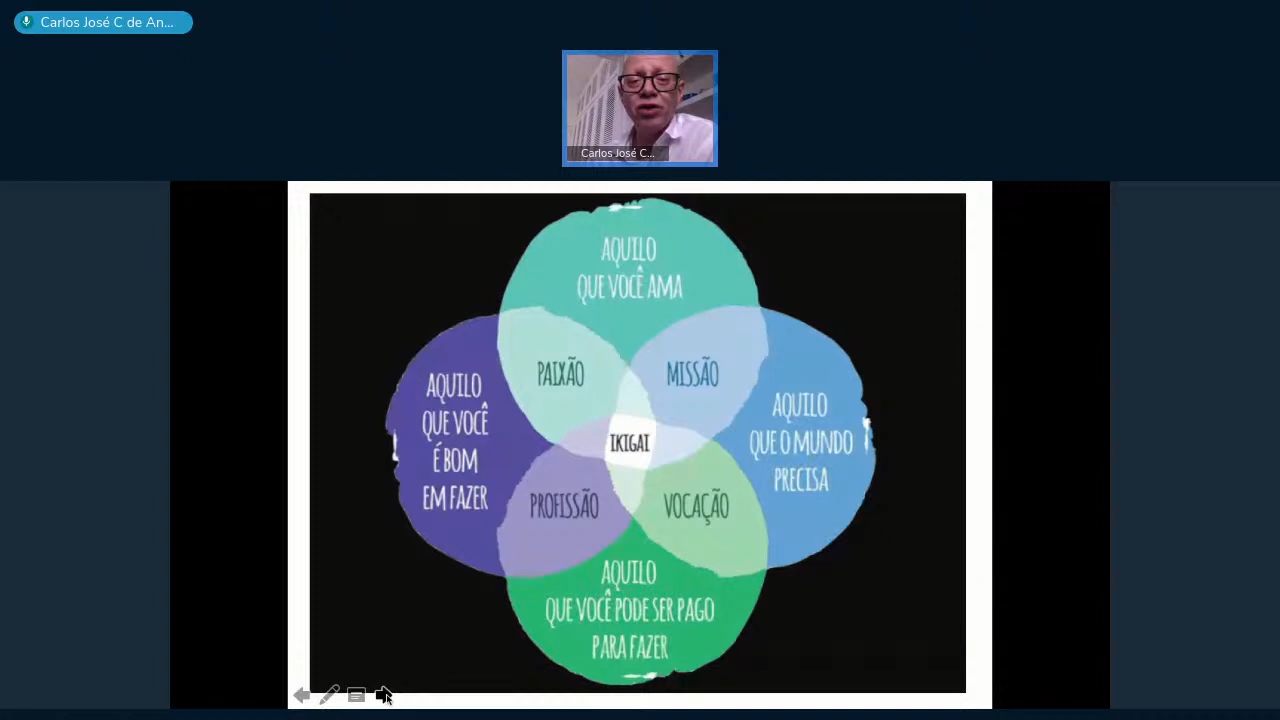 Carlos José C de An...
Carlos José C...
AQUILO
QUE VOCÊ AMA
PAIXÃO
MISSÃO
AQUILO
QUE VOCÊ
É BOM
EM FAZER
AQUILO
QUE O MUNDO
PRECISA
IKIGAI
PROFISSÃO
VOCAÇÃO
AQUILO
QUE VOCÊ PODE SER PAGO
PARA FAZER